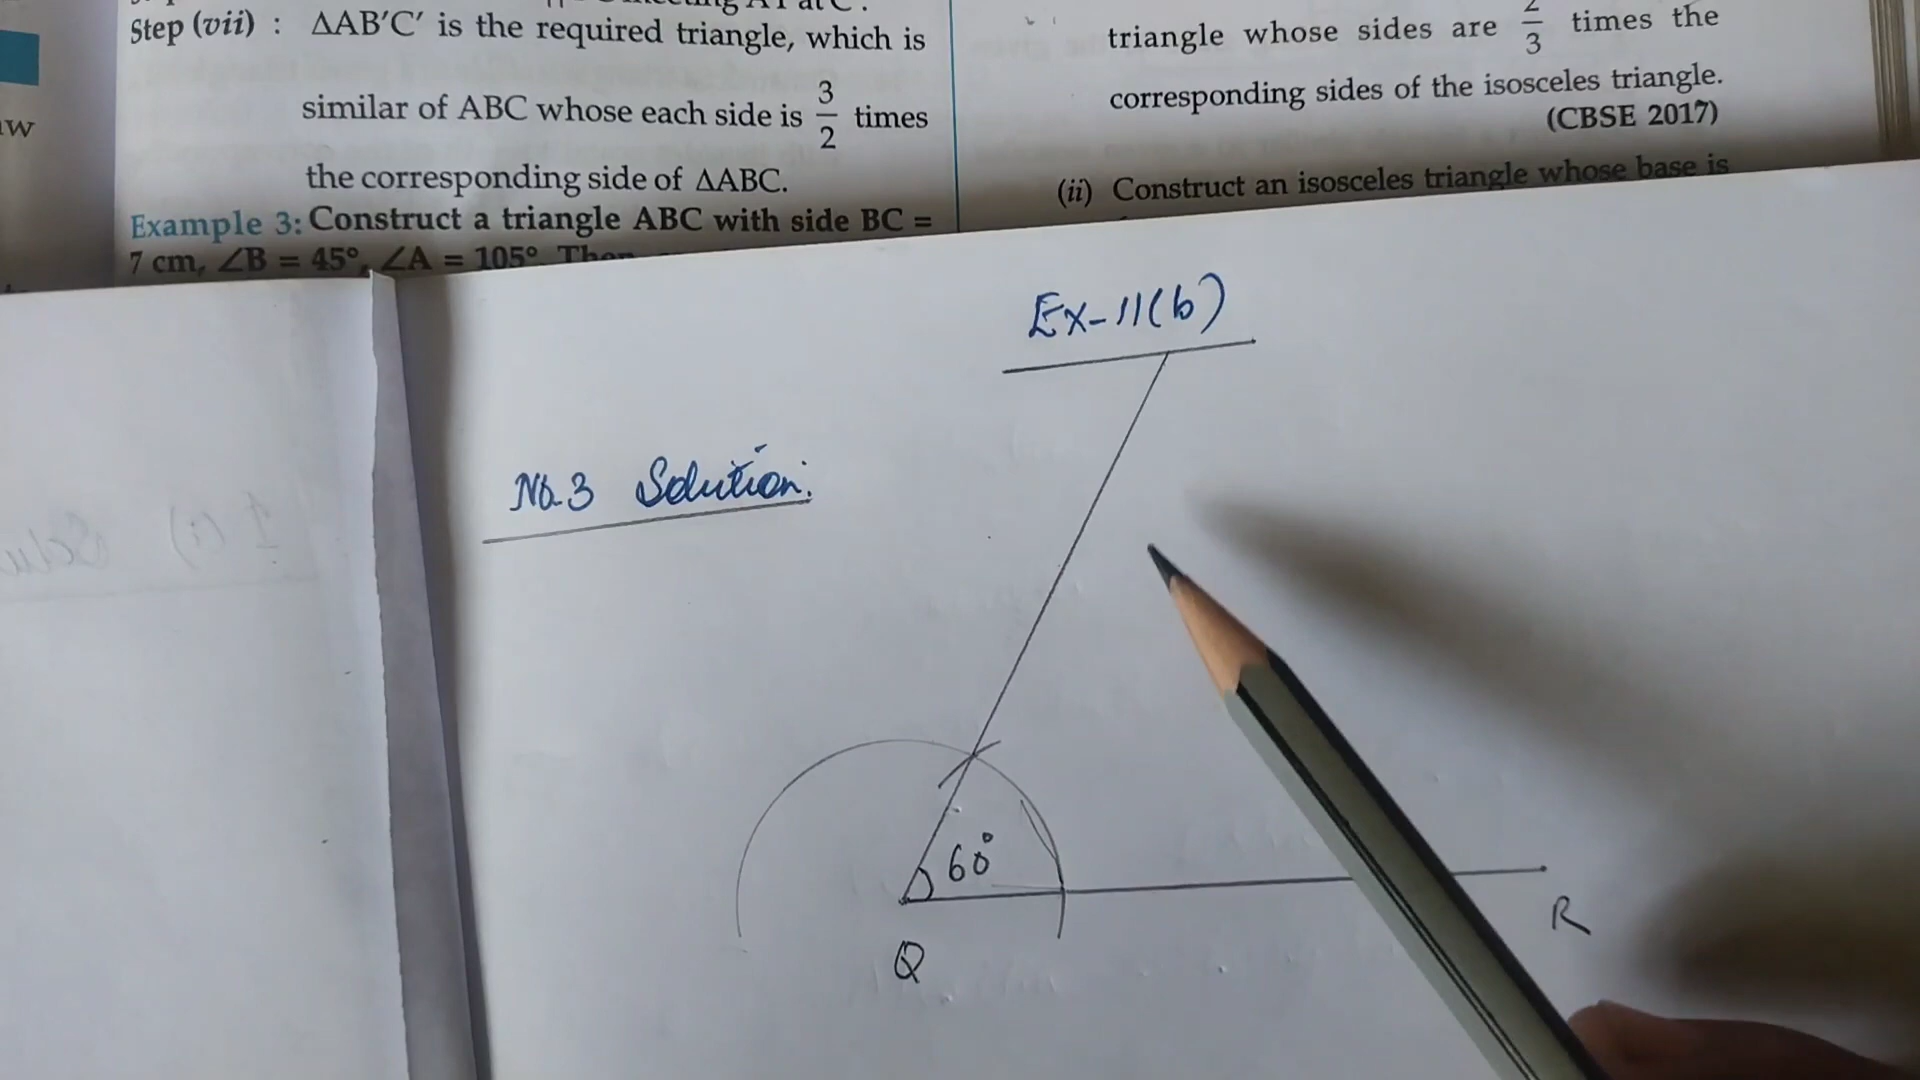 Step (vii) : ΔAB′C′ is the required triangle, which is
similar of ABC whose each side is 3/2 times
the corresponding side of ΔABC.
Example 3: Construct a triangle ABC with side BC =
7 cm, ∠B = 45°, ∠A = 105°. Then
triangle whose sides are 2/3 times the
corresponding sides of the isosceles triangle.
(CBSE 2017)
(ii) Construct an isosceles triangle whose base is
Ex-11(b)
No.3 Solution:
60°
Q
R